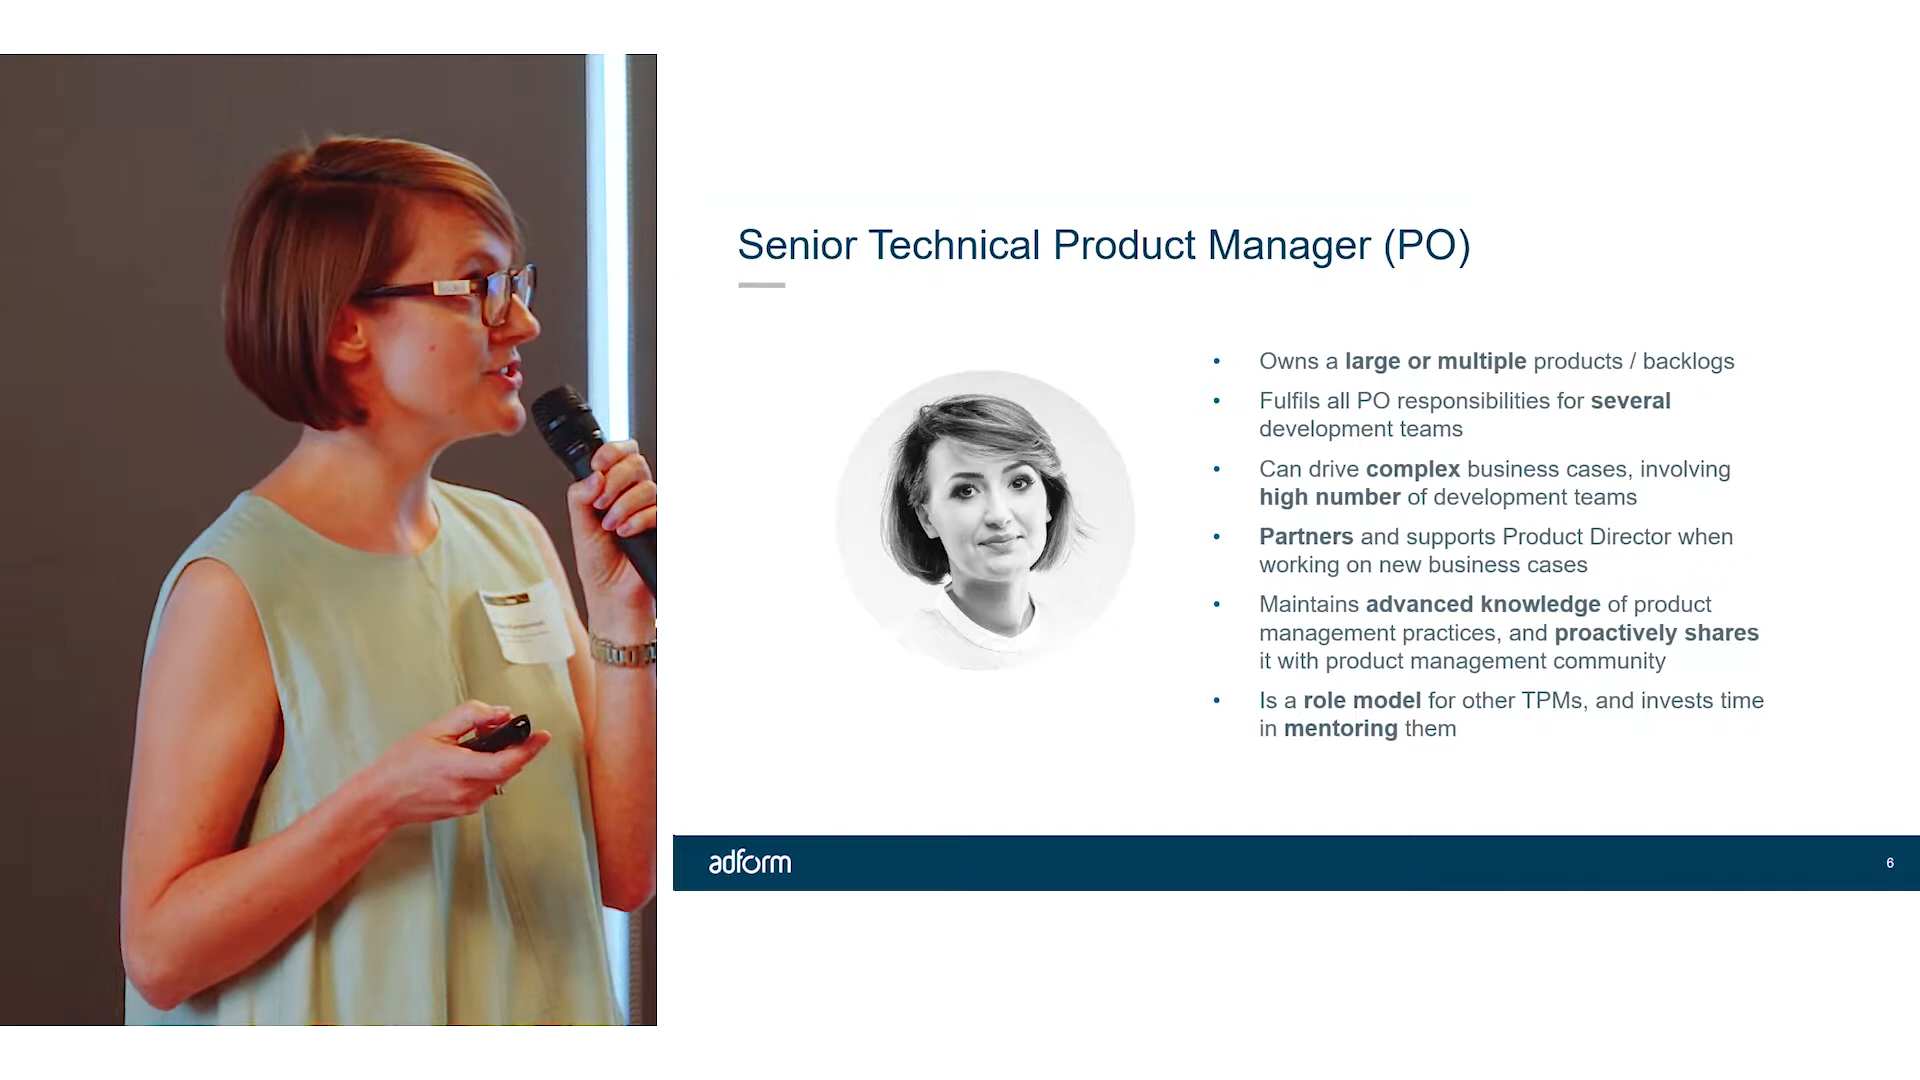 Senior Technical Product Manager (PO)
• Owns a large or multiple products / backlogs
• Fulfils all PO responsibilities for several
development teams
• Can drive complex business cases, involving
high number of development teams
• Partners and supports Product Director when
working on new business cases
• Maintains advanced knowledge of product
management practices, and proactively shares
it with product management community
• Is a role model for other TPMs, and invests time
in mentoring them
adform
6